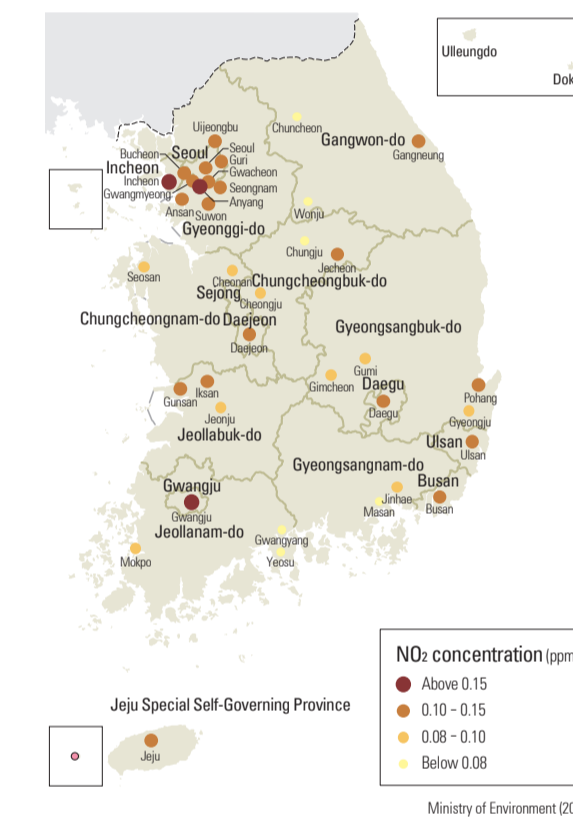 Ulleungdo
Dok
Uijeongbu
Chuncheon
Gangwon-do
Gangneung
Bucheon
Seoul
Seoul
Guri
Incheon
Gwacheon
Incheon
Seongnam
Gwangmyeong
Anyang
Ansan
Suwon
Wonju
Gyeonggi-do
Chungju
Jecheon
Seosan
Cheonan
Chungcheongbuk-do
Sejong
Cheongju
Chungcheongnam-do
Daejeon
Gyeongsangbuk-do
Daejeon
Gumi
Gimcheon
Daegu
Iksan
Gunsan
Pohang
Jeonju
Daegu
Gyeongju
Jeollabuk-do
Ulsan
Ulsan
Gyeongsangnam-do
Gwangju
Busan
Jinhae
Masan
Busan
Gwangju
Jeollanam-do
Gwangyang
Mokpo
Yeosu
NO2 concentration (ppm
Above 0.15
0.10 – 0.15
0.08 – 0.10
Below 0.08
Jeju Special Self-Governing Province
Jeju
Ministry of Environment (20